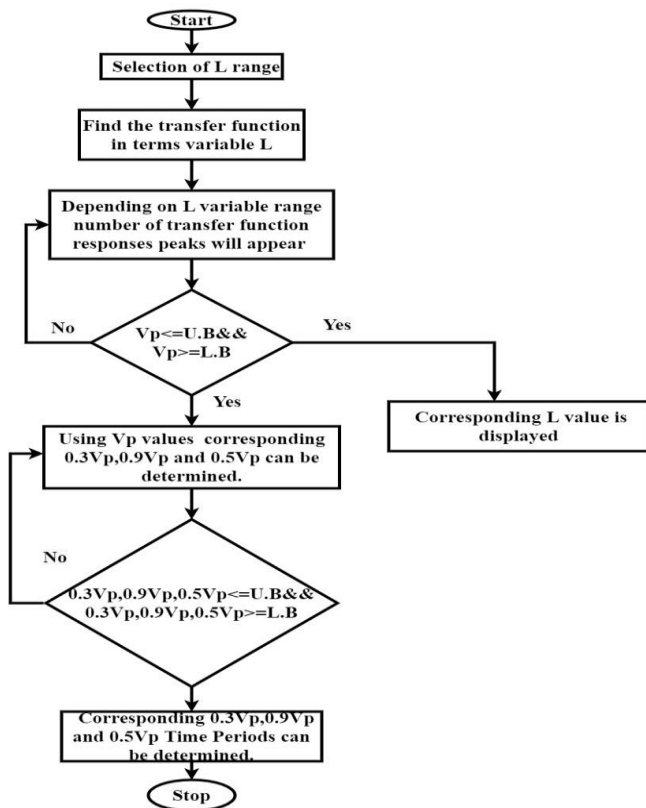 Start
Selection of L range
Find the transfer function
in terms variable L
Depending on L variable range
number of transfer function
responses peaks will appear
No
Vp<=U.B&&
Vp>=L.B
Yes
Yes
Corresponding L value is
displayed
Using Vp values corresponding
0.3Vp,0.9Vp and 0.5Vp can be
determined.
No
0.3Vp,0.9Vp,0.5Vp<=U.B&&
0.3Vp,0.9Vp,0.5Vp>=L.B
Corresponding 0.3Vp,0.9Vp
and 0.5Vp Time Periods can
be determined.
Stop